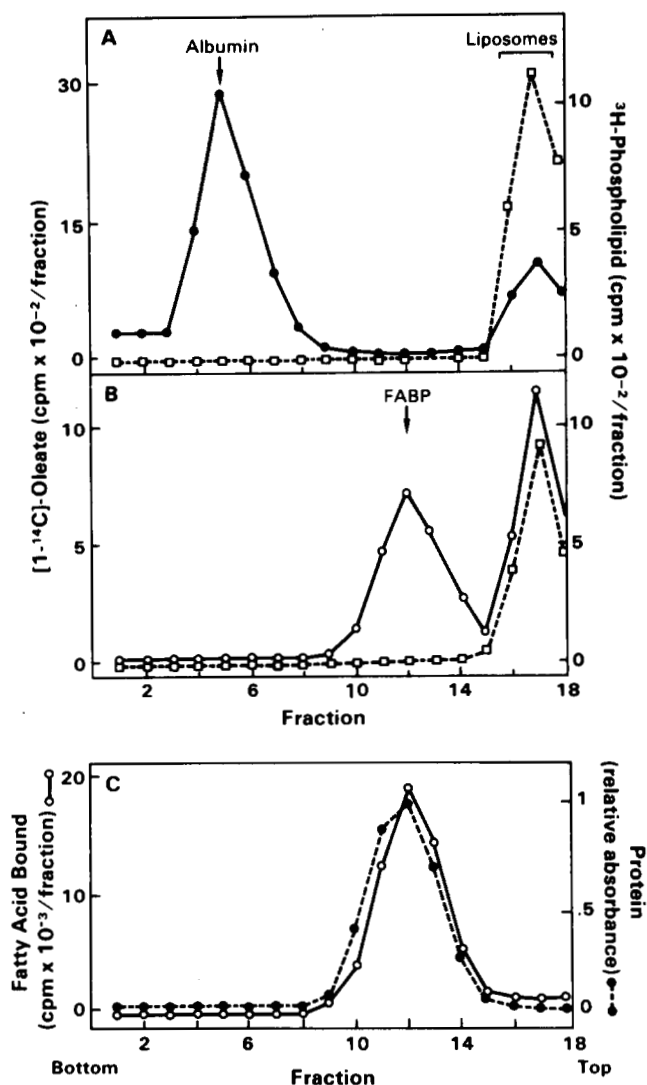 A
Albumin
Liposomes
30
15
0
10
5
0
[1-¹⁴C]-Oleate (cpm x 10⁻²/fraction)
³H-Phospholipid (cpm x 10⁻²/fraction)
B
FABP
10
5
0
10
5
0
2 6 10 14 18
Fraction
C
20
10
0
1
.5
0
Fatty Acid Bound
(cpm x 10⁻³/fraction)
Protein
(relative absorbance)
2 6 10 14 18
Bottom
Fraction
Top